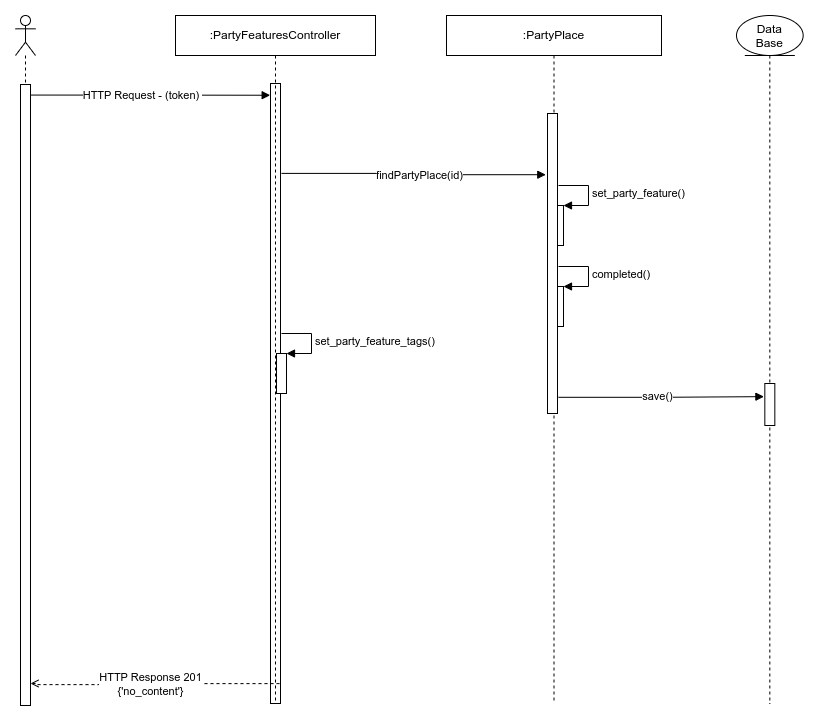 :PartyFeaturesController
:PartyPlace
Data
Base
HTTP Request - (token)
findPartyPlace(id)
set_party_feature()
completed()
set_party_feature_tags()
save()
HTTP Response 201
{'no_content'}